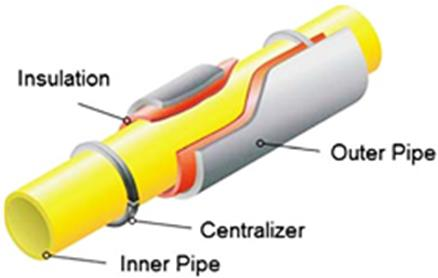 Insulation
Outer Pipe
Centralizer
Inner Pipe